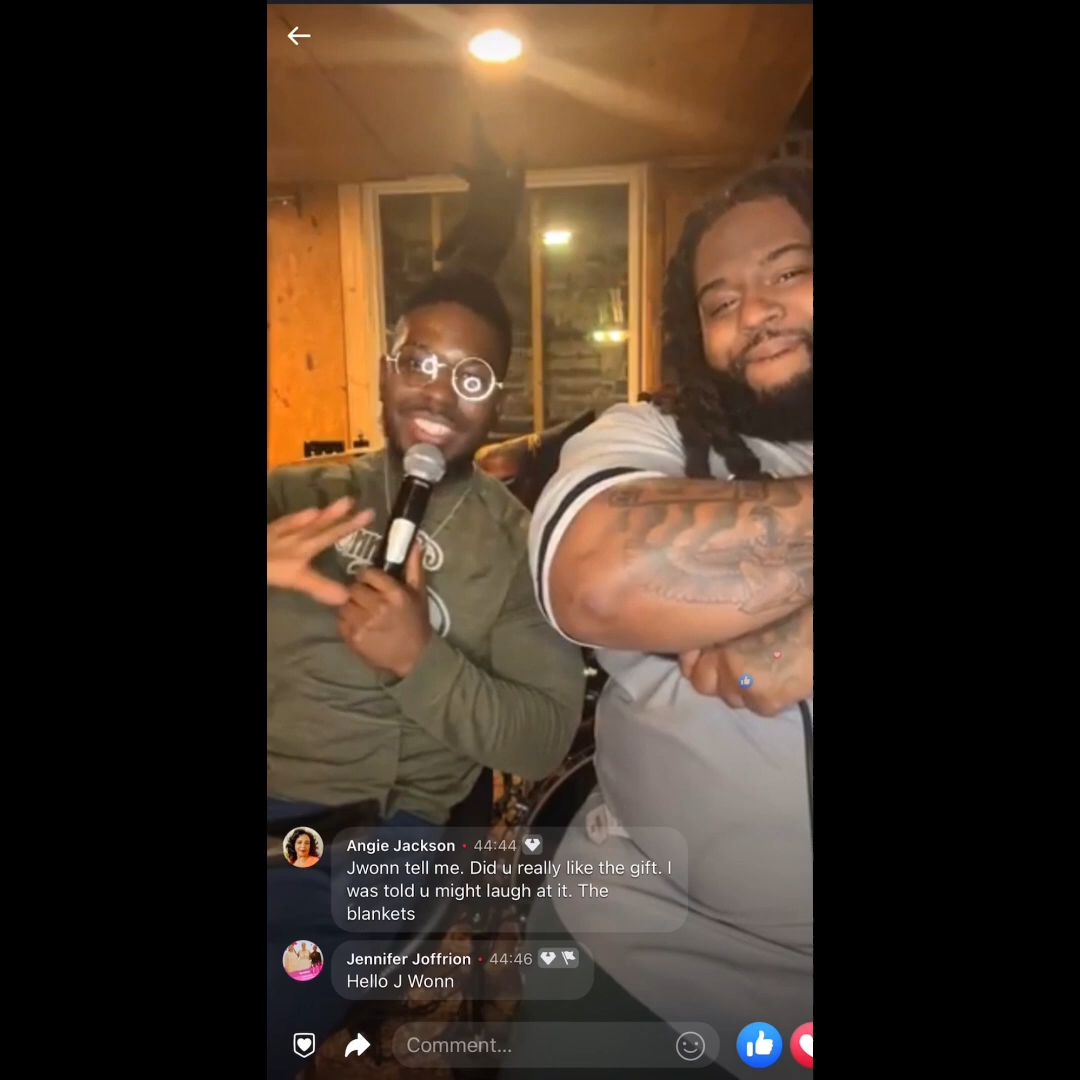 Angie Jackson • 44:44
Jwonn tell me. Did u really like the gift. I
was told u might laugh at it. The
blankets
Jennifer Joffrion • 44:46
Hello J Wonn
Comment...